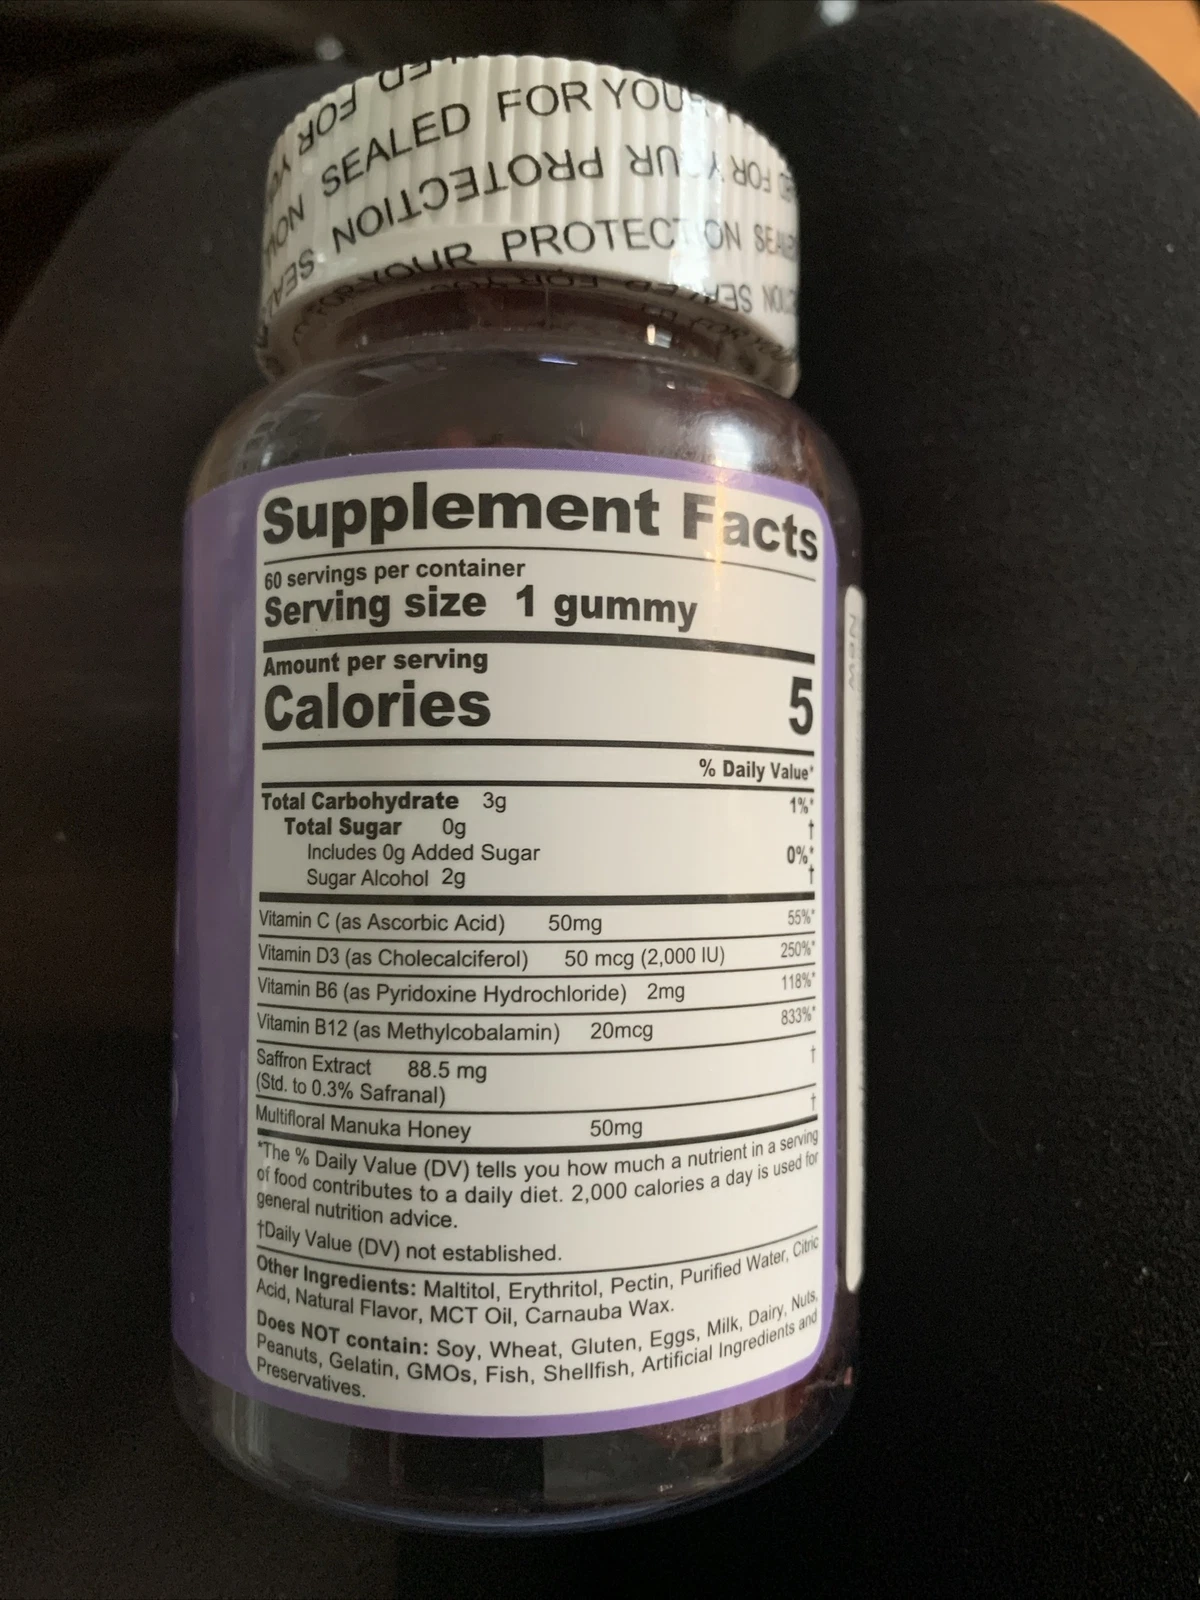 SEALED FOR YOU
NOIƆƎTORP
YOUR PROTECTION SEALED
Supplement Facts
60 servings per container
Serving size 1 gummy
Amount per serving
Calories 5
% Daily Value*
Total Carbohydrate 3g 1%*
Total Sugar 0g †
Includes 0g Added Sugar 0%*
Sugar Alcohol 2g †
Vitamin C (as Ascorbic Acid) 50mg 55%*
Vitamin D3 (as Cholecalciferol) 50 mcg (2,000 IU) 250%*
Vitamin B6 (as Pyridoxine Hydrochloride) 2mg 118%*
Vitamin B12 (as Methylcobalamin) 20mcg 833%*
Saffron Extract 88.5 mg †
(Std. to 0.3% Safranal)
Multifloral Manuka Honey 50mg †
*The % Daily Value (DV) tells you how much a nutrient in a serving
of food contributes to a daily diet. 2,000 calories a day is used for
general nutrition advice.
†Daily Value (DV) not established.
Other Ingredients: Maltitol, Erythritol, Pectin, Purified Water, Citric
Acid, Natural Flavor, MCT Oil, Carnauba Wax.
Does NOT contain: Soy, Wheat, Gluten, Eggs, Milk, Dairy, Nuts,
Peanuts, Gelatin, GMOs, Fish, Shellfish, Artificial Ingredients and
Preservatives.
NEW